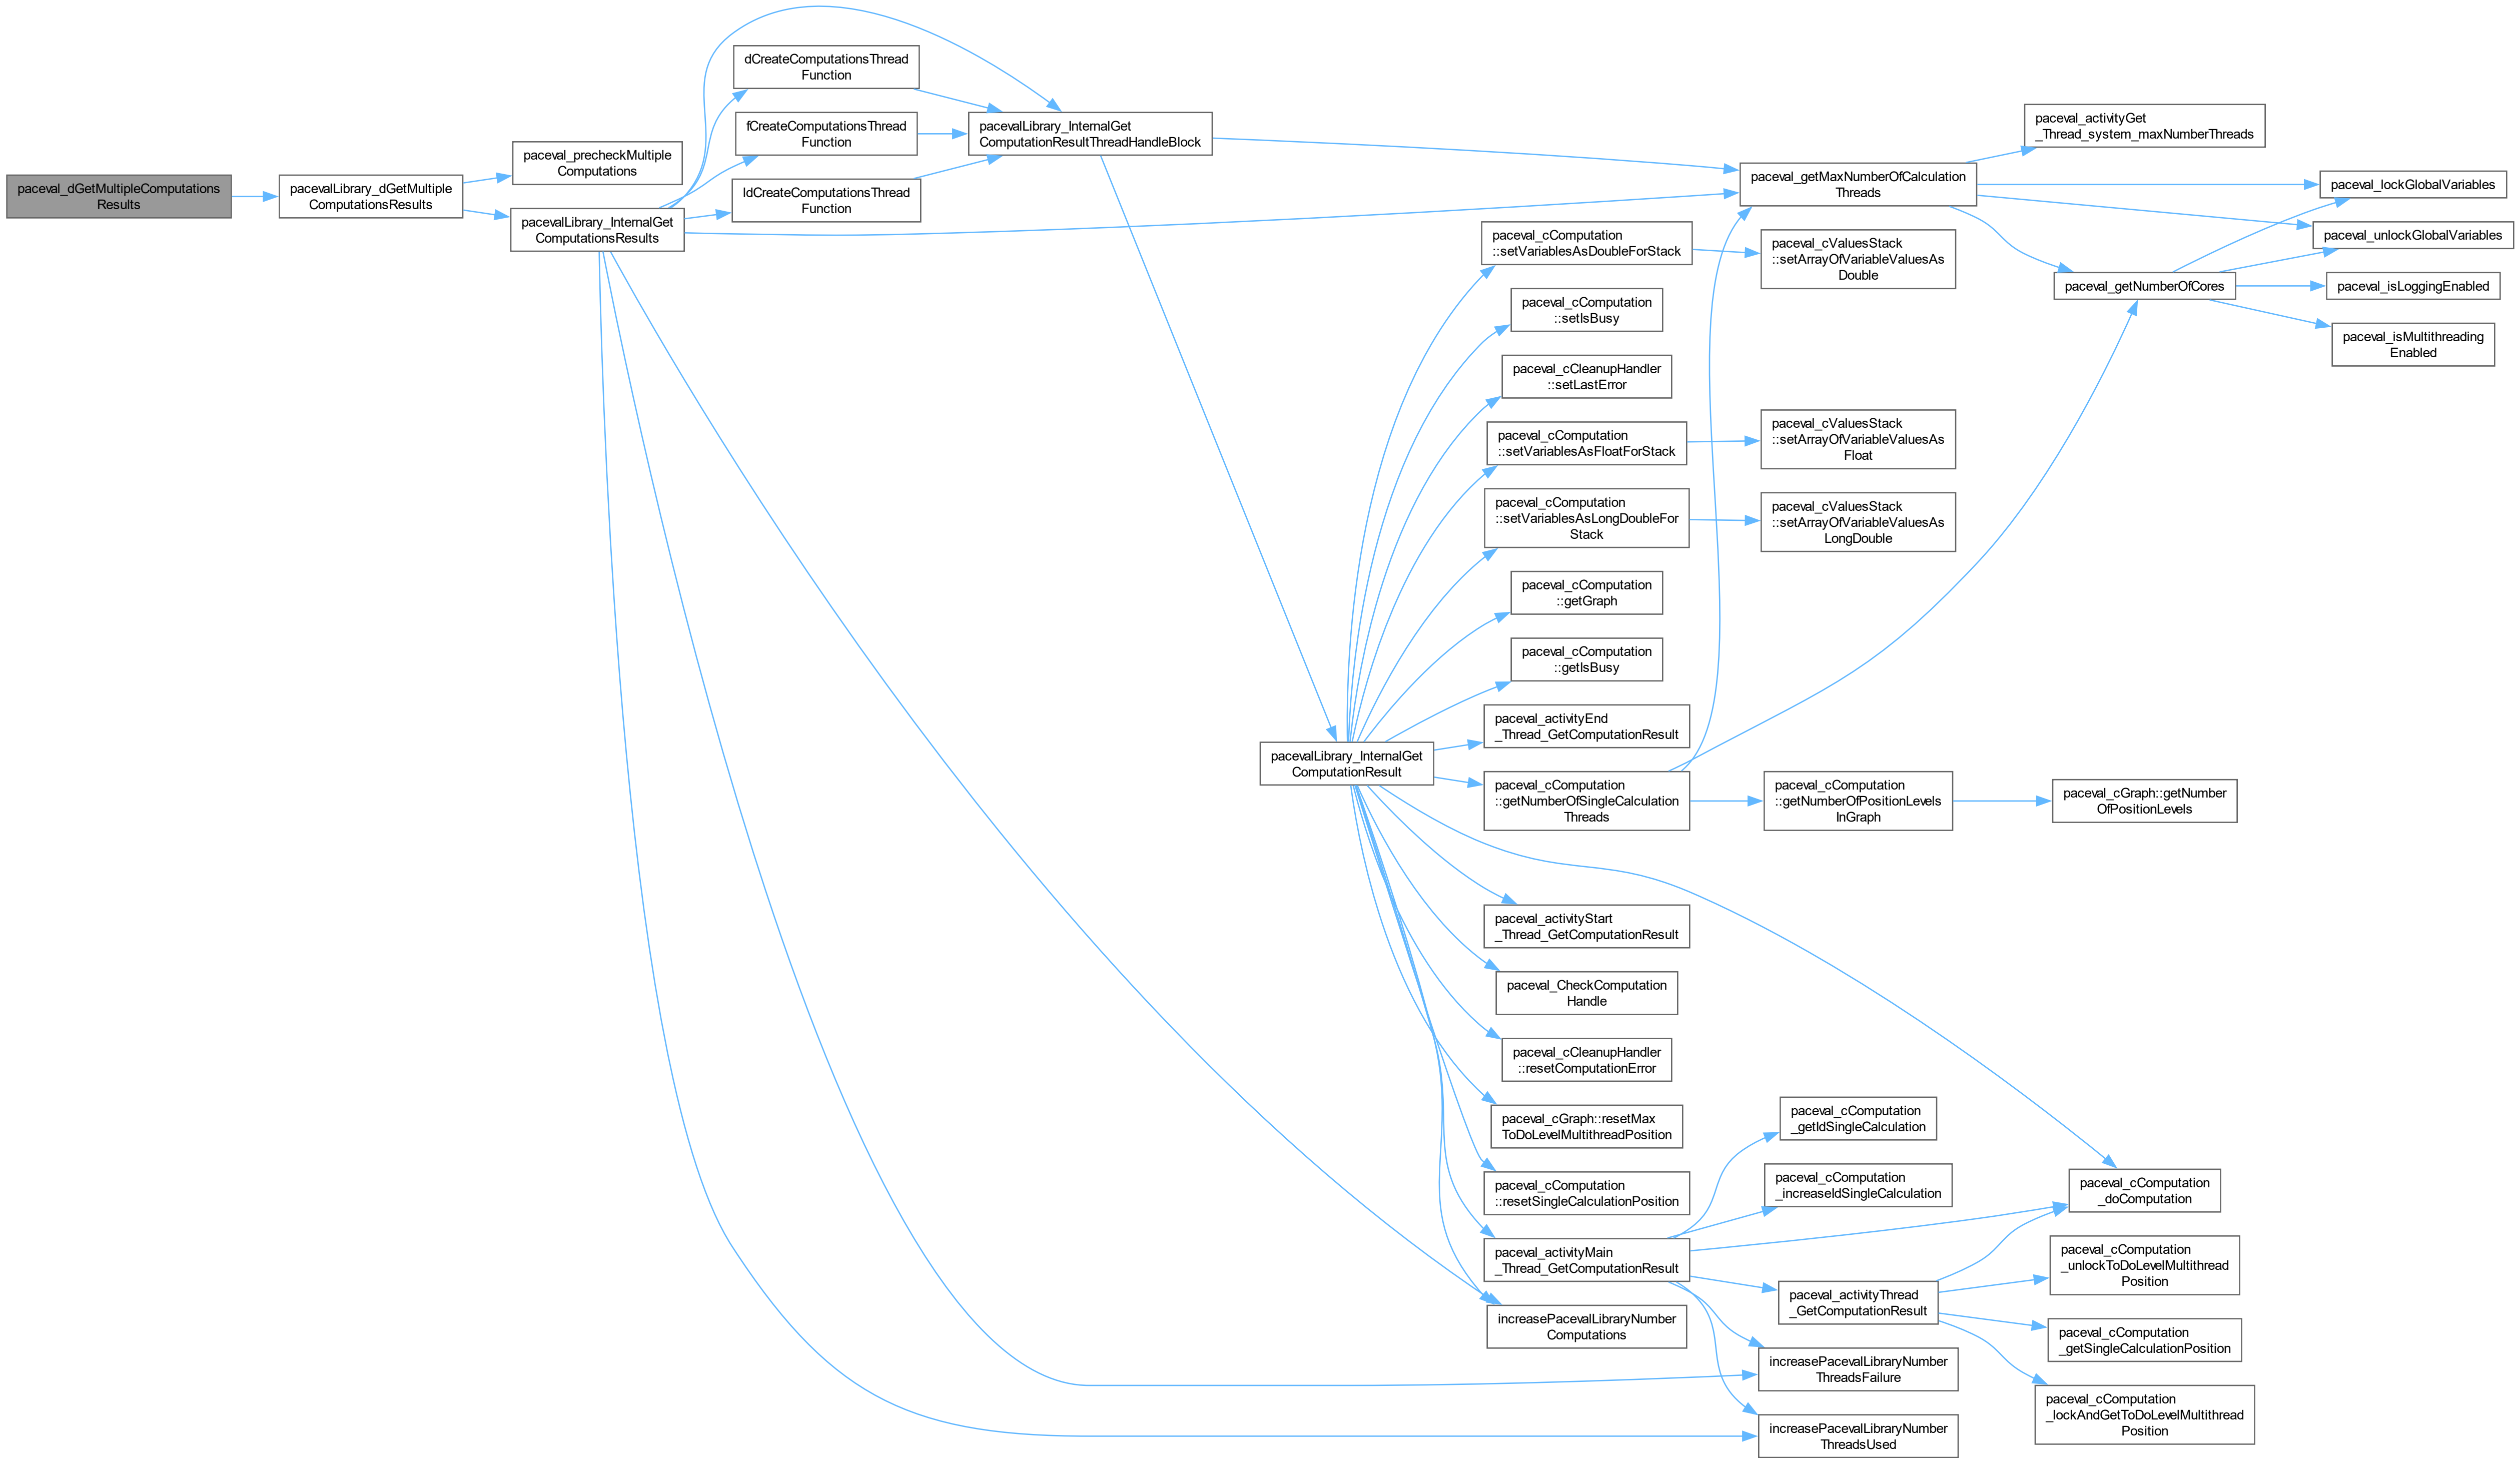 paceval_dGetMultipleComputations
Results
pacevalLibrary_dGetMultiple
ComputationsResults
paceval_precheckMultiple
Computations
pacevalLibrary_InternalGet
ComputationsResults
dCreateComputationsThread
Function
fCreateComputationsThread
Function
ldCreateComputationsThread
Function
pacevalLibrary_InternalGet
ComputationResultThreadHandleBlock
pacevalLibrary_InternalGet
ComputationResult
paceval_cComputation
::setVariablesAsDoubleForStack
paceval_cComputation
::setIsBusy
paceval_cCleanupHandler
::setLastError
paceval_cComputation
::setVariablesAsFloatForStack
paceval_cComputation
::setVariablesAsLongDoubleFor
Stack
paceval_cComputation
::getGraph
paceval_cComputation
::getIsBusy
paceval_activityEnd
_Thread_GetComputationResult
paceval_cComputation
::getNumberOfSingleCalculation
Threads
paceval_activityStart
_Thread_GetComputationResult
paceval_CheckComputation
Handle
paceval_cCleanupHandler
::resetComputationError
paceval_cGraph::resetMax
ToDoLevelMultithreadPosition
paceval_cComputation
::resetSingleCalculationPosition
paceval_activityMain
_Thread_GetComputationResult
increasePacevalLibraryNumber
Computations
paceval_getMaxNumberOfCalculation
Threads
paceval_cValuesStack
::setArrayOfVariableValuesAs
Double
paceval_cValuesStack
::setArrayOfVariableValuesAs
Float
paceval_cValuesStack
::setArrayOfVariableValuesAs
LongDouble
paceval_cComputation
::getNumberOfPositionLevels
InGraph
paceval_cComputation
_getIdSingleCalculation
paceval_cComputation
_increaseIdSingleCalculation
paceval_activityThread
_GetComputationResult
increasePacevalLibraryNumber
ThreadsFailure
increasePacevalLibraryNumber
ThreadsUsed
paceval_activityGet
_Thread_system_maxNumberThreads
paceval_getNumberOfCores
paceval_cGraph::getNumber
OfPositionLevels
paceval_cComputation
_doComputation
paceval_cComputation
_unlockToDoLevelMultithread
Position
paceval_cComputation
_getSingleCalculationPosition
paceval_cComputation
_lockAndGetToDoLevelMultithread
Position
paceval_lockGlobalVariables
paceval_unlockGlobalVariables
paceval_isLoggingEnabled
paceval_isMultithreading
Enabled